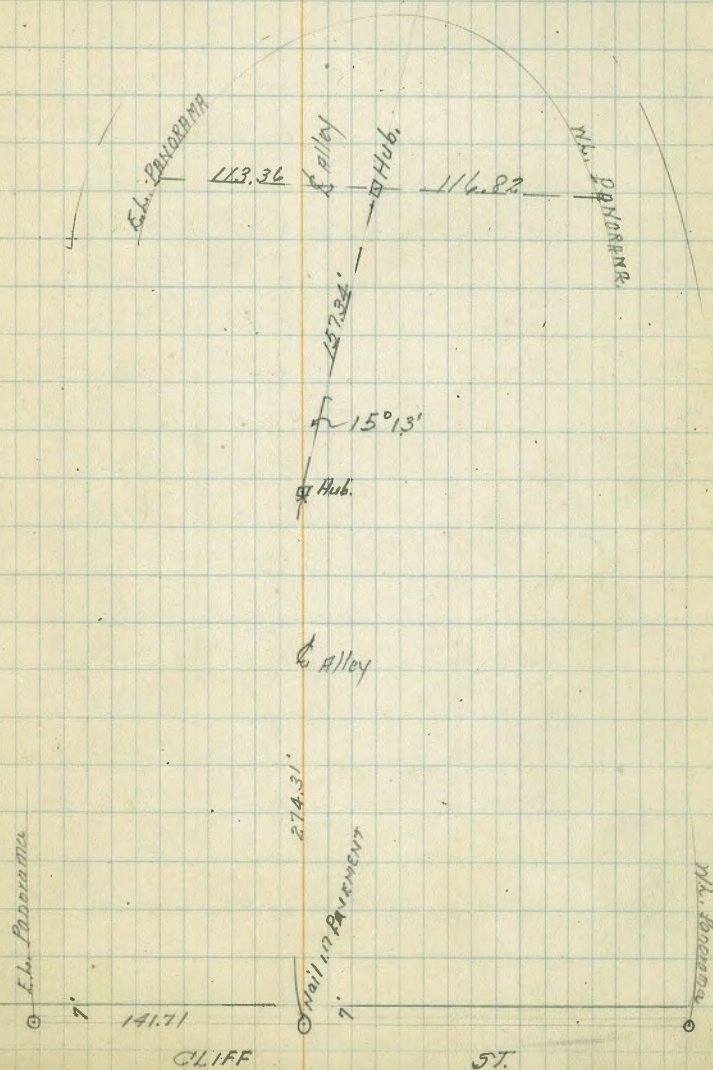 E.L. PANORAMA
113.36
℄ Alley
Hub.
116.82
W.L. PANORAMA.
157.34'
15°13'
Hub.
℄ Alley
274.31'
Nail in PAVEMENT
E.L. Panorama
W.L. Panorama
7'
141.71
7'
CLIFF ST.